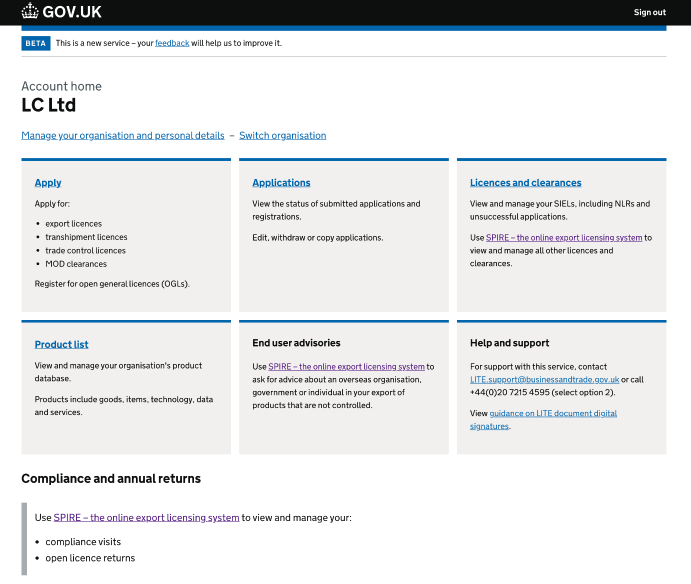 GOV.UK
Sign out
BETA This is a new service – your feedback will help us to improve it.
Account home
LC Ltd
Manage your organisation and personal details – Switch organisation
Apply
Apply for:
• export licences
• transhipment licences
• trade control licences
• MOD clearances
Register for open general licences (OGLs).
Applications
View the status of submitted applications and
registrations.
Edit, withdraw or copy applications.
Licences and clearances
View and manage your SIELs, including NLRs and
unsuccessful applications.
Use SPIRE – the online export licensing system to
view and manage all other licences and
clearances.
Product list
View and manage your organisation's product
database.
Products include goods, items, technology, data
and services.
End user advisories
Use SPIRE – the online export licensing system to
ask for advice about an overseas organisation,
government or individual in your export of
products that are not controlled.
Help and support
For support with this service, contact
LITE.support@businessandtrade.gov.uk or call
+44(0)20 7215 4595 (select option 2).
View guidance on LITE document digital
signatures.
Compliance and annual returns
Use SPIRE – the online export licensing system to view and manage your:
• compliance visits
• open licence returns